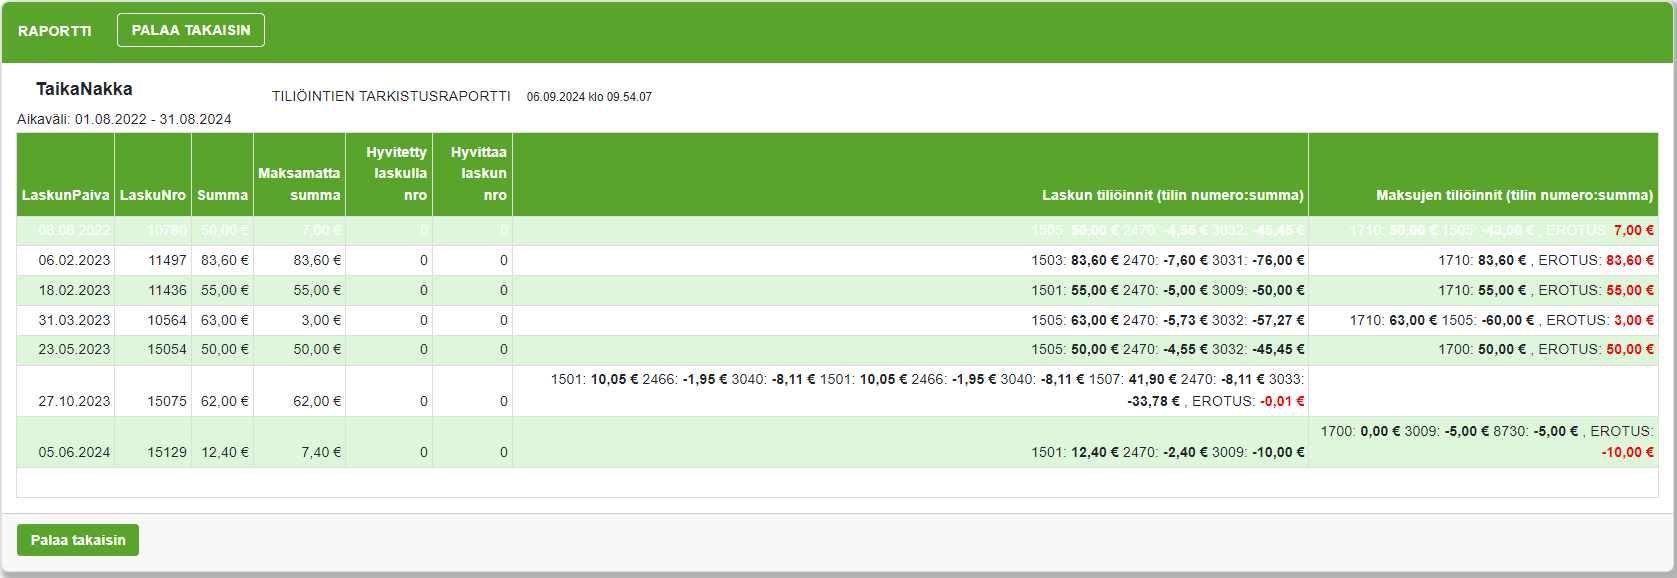 RAPORTTI PALAA TAKAISIN
TaikaNakka TILIÖINTIEN TARKISTUSRAPORTTI 06.09.2024 klo 09.54.07
Aikaväli: 01.08.2022 - 31.08.2024
LaskunPaiva LaskuNro Summa Maksamatta summa Hyvitetty laskulla nro Hyvittaa laskun nro Laskun tiliöinnit (tilin numero:summa) Maksujen tiliöinnit (tilin numero:summa)
08.08.2022 10780 50,00 € 7,00 € 0 0 1505: 50,00 € 2470: -4,55 € 3032: -45,45 € 1710: 50,00 € 1505: -43,00 € , EROTUS: 7,00 €
06.02.2023 11497 83,60 € 83,60 € 0 0 1503: 83,60 € 2470: -7,60 € 3031: -76,00 € 1710: 83,60 € , EROTUS: 83,60 €
18.02.2023 11436 55,00 € 55,00 € 0 0 1501: 55,00 € 2470: -5,00 € 3009: -50,00 € 1710: 55,00 € , EROTUS: 55,00 €
31.03.2023 10564 63,00 € 3,00 € 0 0 1505: 63,00 € 2470: -5,73 € 3032: -57,27 € 1710: 63,00 € 1505: -60,00 € , EROTUS: 3,00 €
23.05.2023 15054 50,00 € 50,00 € 0 0 1505: 50,00 € 2470: -4,55 € 3032: -45,45 € 1700: 50,00 € , EROTUS: 50,00 €
27.10.2023 15075 62,00 € 62,00 € 0 0 1501: 10,05 € 2466: -1,95 € 3040: -8,11 € 1501: 10,05 € 2466: -1,95 € 3040: -8,11 € 1507: 41,90 € 2470: -8,11 € 3033:
-33,78 € , EROTUS: -0,01 €
05.06.2024 15129 12,40 € 7,40 € 0 0 1501: 12,40 € 2470: -2,40 € 3009: -10,00 € 1700: 0,00 € 3009: -5,00 € 8730: -5,00 € , EROTUS:
-10,00 €
Palaa takaisin